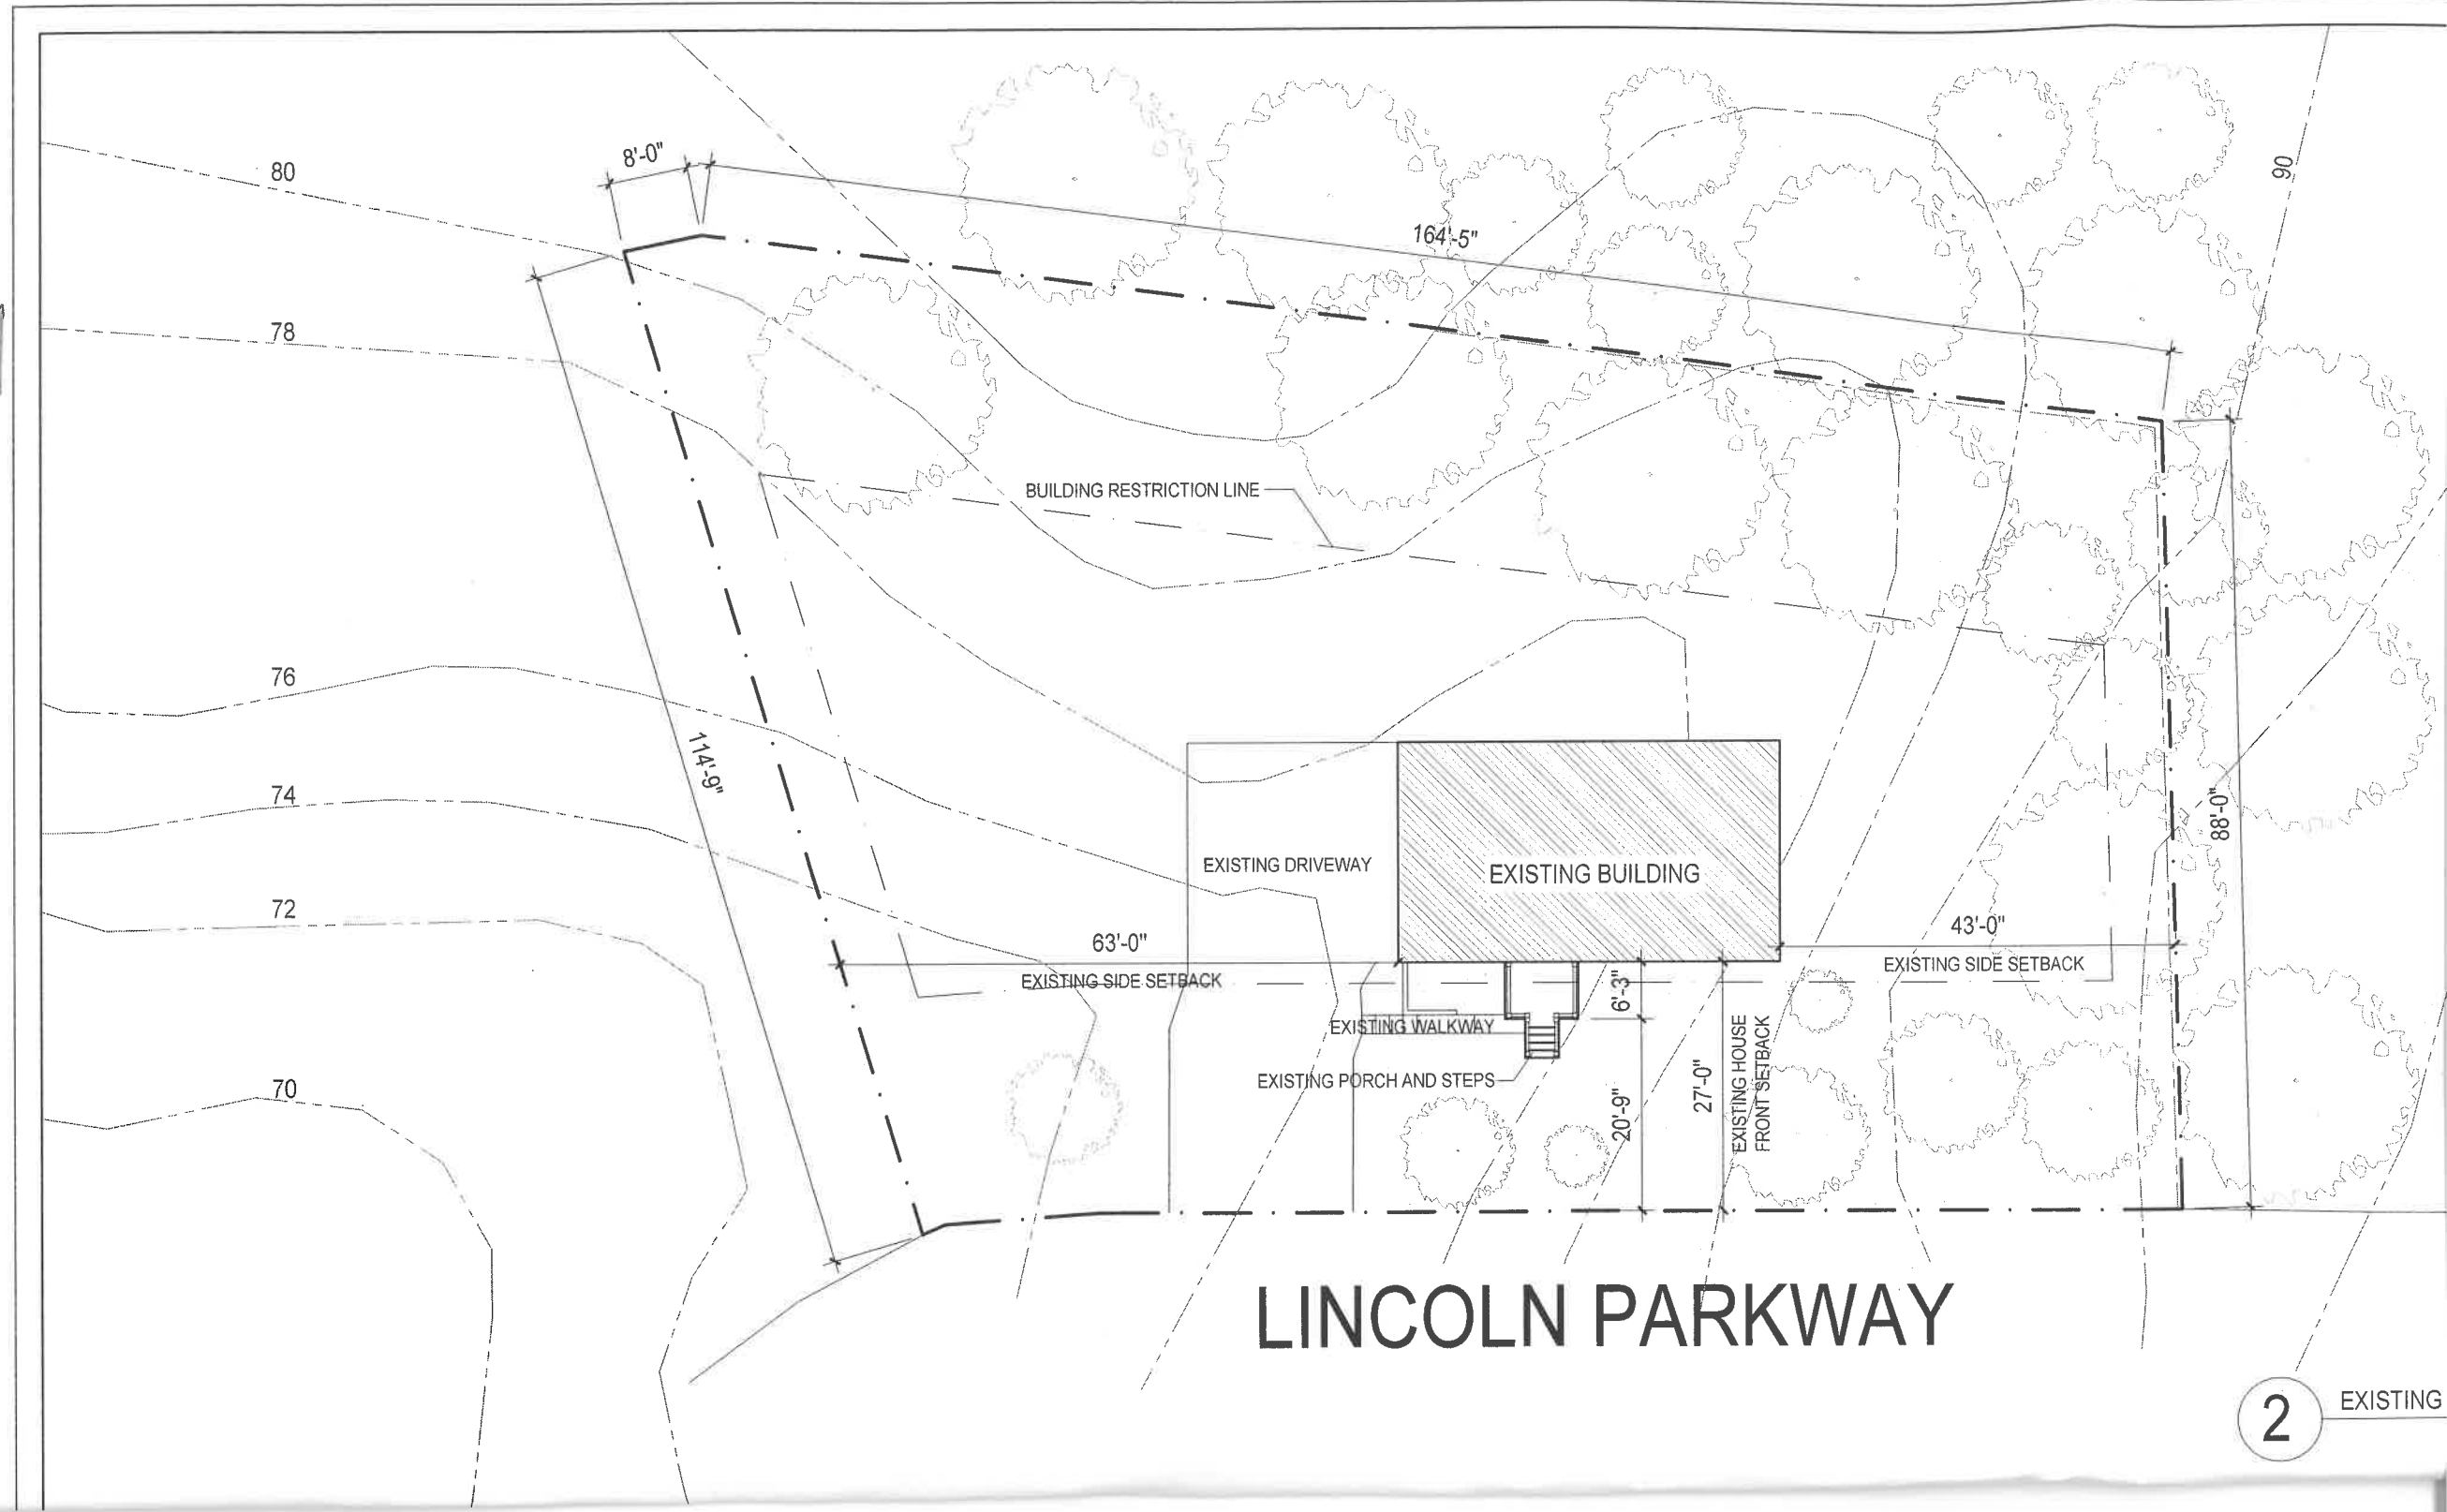 8'-0"
80
90
164'-5"
78
BUILDING RESTRICTION LINE
76
114'-9"
74
88'-0"
EXISTING DRIVEWAY
EXISTING BUILDING
72
43'-0"
63'-0"
EXISTING SIDE SETBACK
EXISTING SIDE SETBACK
6'-3"
EXISTING WALKWAY
EXISTING HOUSE
FRONT SETBACK
EXISTING PORCH AND STEPS
27'-0"
20'-9"
70
LINCOLN PARKWAY
2
EXISTING